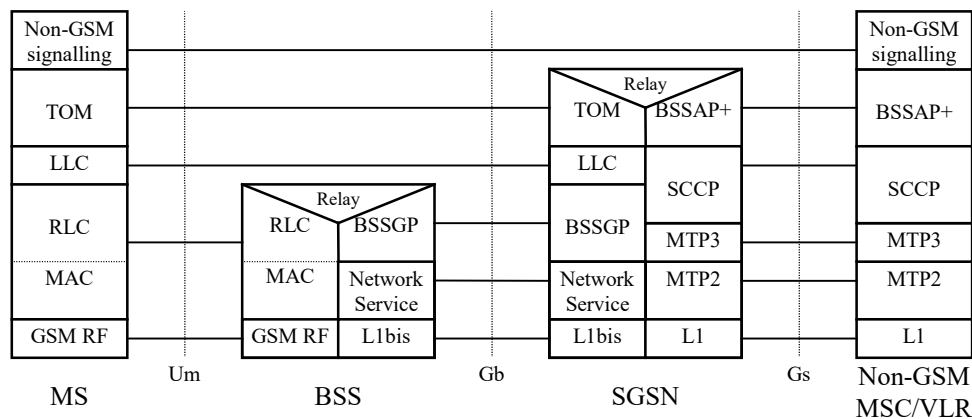 Non-GSM
signalling
TOM
LLC
RLC
MAC
GSM RF
MS
Um
Relay
RLC
BSSGP
MAC
Network
Service
GSM RF
L1bis
BSS
Gb
Relay
TOM
BSSAP+
LLC
SCCP
BSSGP
MTP3
Network
Service
MTP2
L1bis
L1
SGSN
Gs
Non-GSM
signalling
BSSAP+
SCCP
MTP3
MTP2
L1
Non-GSM
MSC/VLR